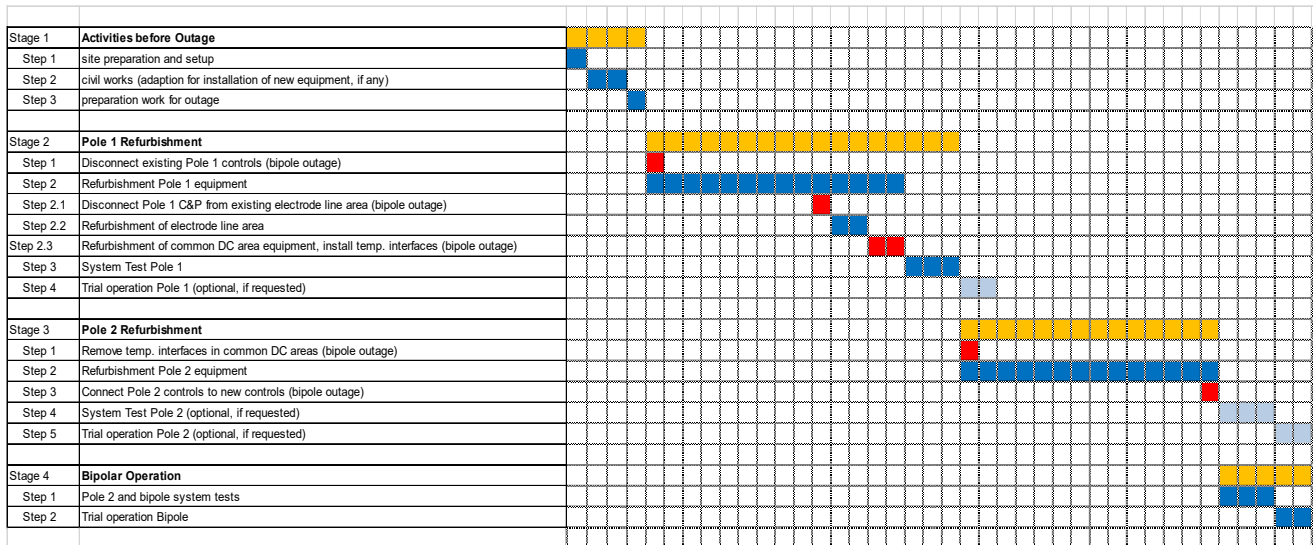 Stage 1 Activities before Outage
Step 1 site preparation and setup
Step 2 civil works (adaption for installation of new equipment, if any)
Step 3 preparation work for outage
Stage 2 Pole 1 Refurbishment
Step 1 Disconnect existing Pole 1 controls (bipole outage)
Step 2 Refurbishment Pole 1 equipment
Step 2.1 Disconnect Pole 1 C&P from existing electrode line area (bipole outage)
Step 2.2 Refurbishment of electrode line area
Step 2.3 Refurbishment of common DC area equipment, install temp. interfaces (bipole outage)
Step 3 System Test Pole 1
Step 4 Trial operation Pole 1 (optional, if requested)
Stage 3 Pole 2 Refurbishment
Step 1 Remove temp. interfaces in common DC areas (bipole outage)
Step 2 Refurbishment Pole 2 equipment
Step 3 Connect Pole 2 controls to new controls (bipole outage)
Step 4 System Test Pole 2 (optional, if requested)
Step 5 Trial operation Pole 2 (optional, if requested)
Stage 4 Bipolar Operation
Step 1 Pole 2 and bipole system tests
Step 2 Trial operation Bipole